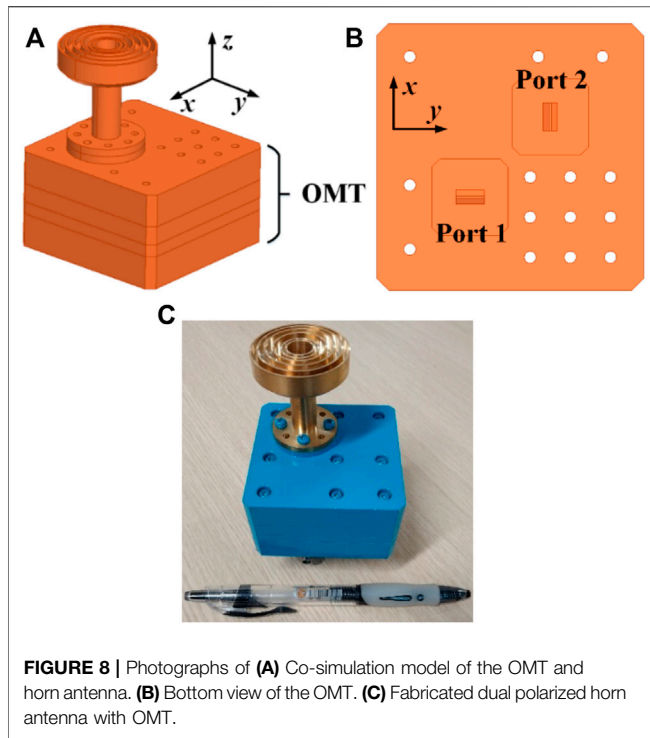 A
z
x
y
OMT
B
Port 2
x
y
Port 1
C
FIGURE 8 | Photographs of (A) Co-simulation model of the OMT and
horn antenna. (B) Bottom view of the OMT. (C) Fabricated dual polarized horn
antenna with OMT.